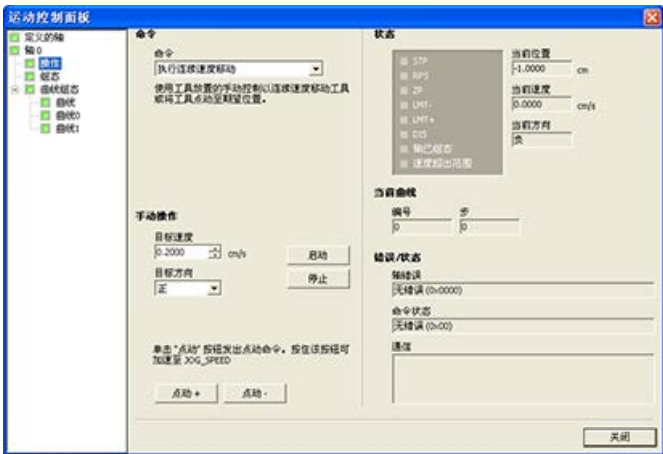 运动控制面板
定义的轴
轴 0
操作
组态
曲线组态
曲线
曲线0
曲线1
命令
命令
执行连续速度移动
使用工具放置的手动控制以连续速度移动工具
或将工具点动至期望位置。
手动操作
目标速度
0.2000 cm/s
启动
目标方向
正
停止
单击"点动"按钮发出点动命令。按住该按钮可
加速至 JOG_SPEED
点动 +
点动 -
状态
STP
RPS
ZP
LMT-
LMT+
DIS
轴已组态
速度超出范围
当前位置
-1.0000 cm
当前速度
0.0000 cm/s
当前方向
负
当前曲线
编号 步
0 0
错误/状态
轴错误
无错误 (0x0000)
命令状态
无错误 (0x00)
通信
关闭